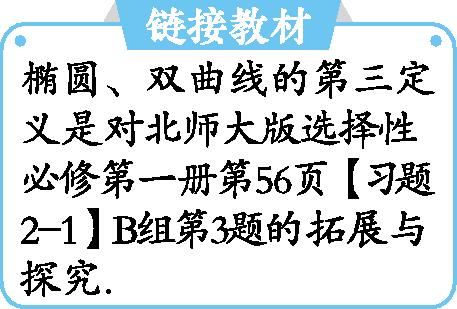 链接教材
椭圆、双曲线的第三定
义是对北师大版选择性
必修第一册第56页【习题
2-1】B组第3题的拓展与
探究.